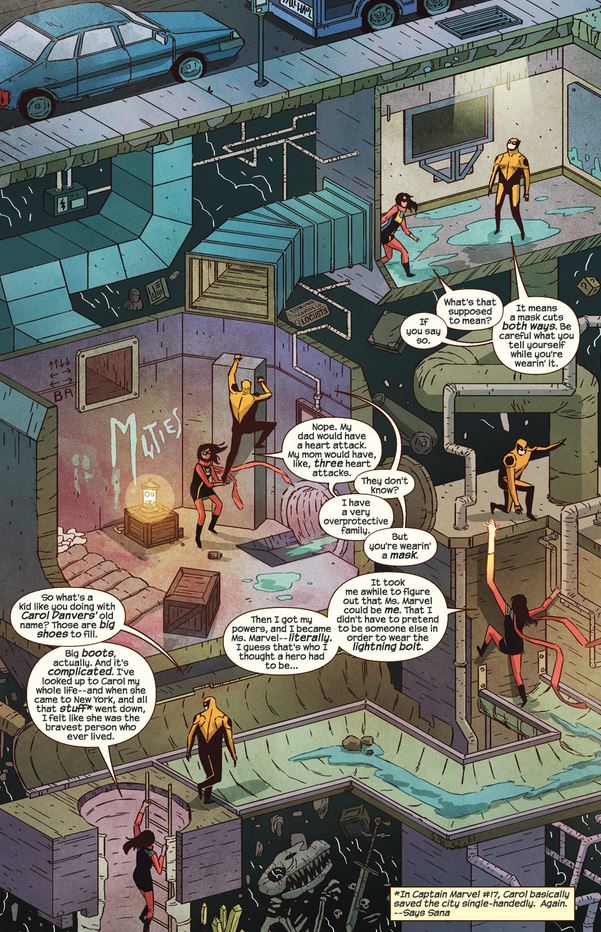 So what's a
kid like you doing with
Carol Danvers' old
name? Those are big
shoes to fill.
Big boots,
actually. And it's
complicated. I've
looked up to Carol my
whole life--and when she
came to New York, and all
that stuff* went down,
I felt like she was the
bravest person who
ever lived.
Then I got my
powers, and I became
Ms. Marvel--literally.
I guess that's who I
thought a hero had
to be...
It took
me awhile to figure
out that Ms. Marvel
could be me. That I
didn't have to pretend
to be someone else in
order to wear the
lightning bolt.
But
you're wearin'
a mask.
I have
a very
overprotective
family.
They don't
know?
Nope. My
dad would have
a heart attack.
My mom would have,
like, three heart
attacks.
It means
a mask cuts
both ways. Be
careful what you
tell yourself
while you're
wearin' it.
What's that
supposed
to mean?
If
you say
so.
MuTIES
BA
LOCUSTS
*In Captain Marvel #17, Carol basically
saved the city single-handedly. Again.
--Says Sana